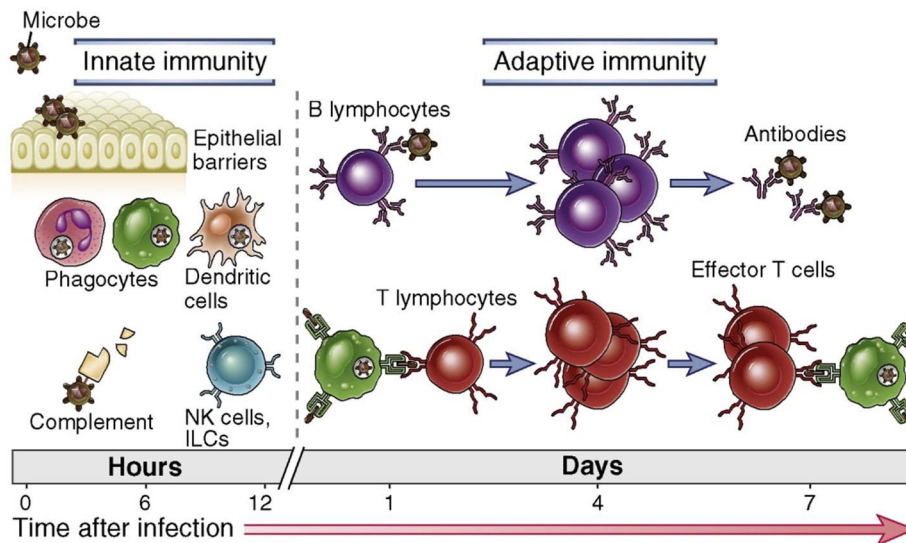 Microbe
Innate immunity
Adaptive immunity
Epithelial
barriers
B lymphocytes
Antibodies
Phagocytes
Dendritic
cells
T lymphocytes
Effector T cells
Complement
NK cells,
ILCs
Hours
Days
0
6
12
1
4
7
Time after infection